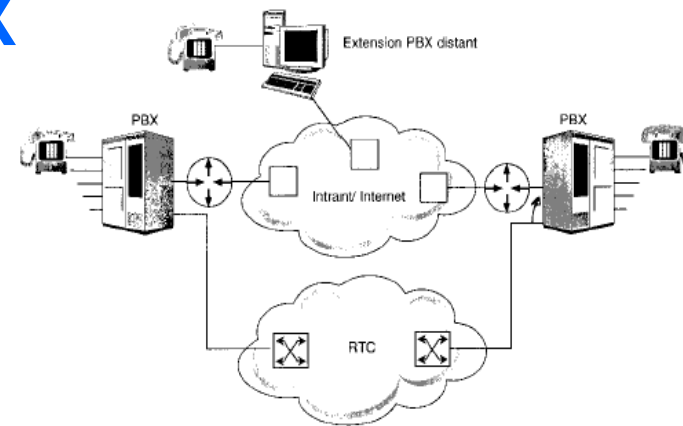 X
Extension PBX distant
PBX
PBX
Intrant/ Internet
RTC